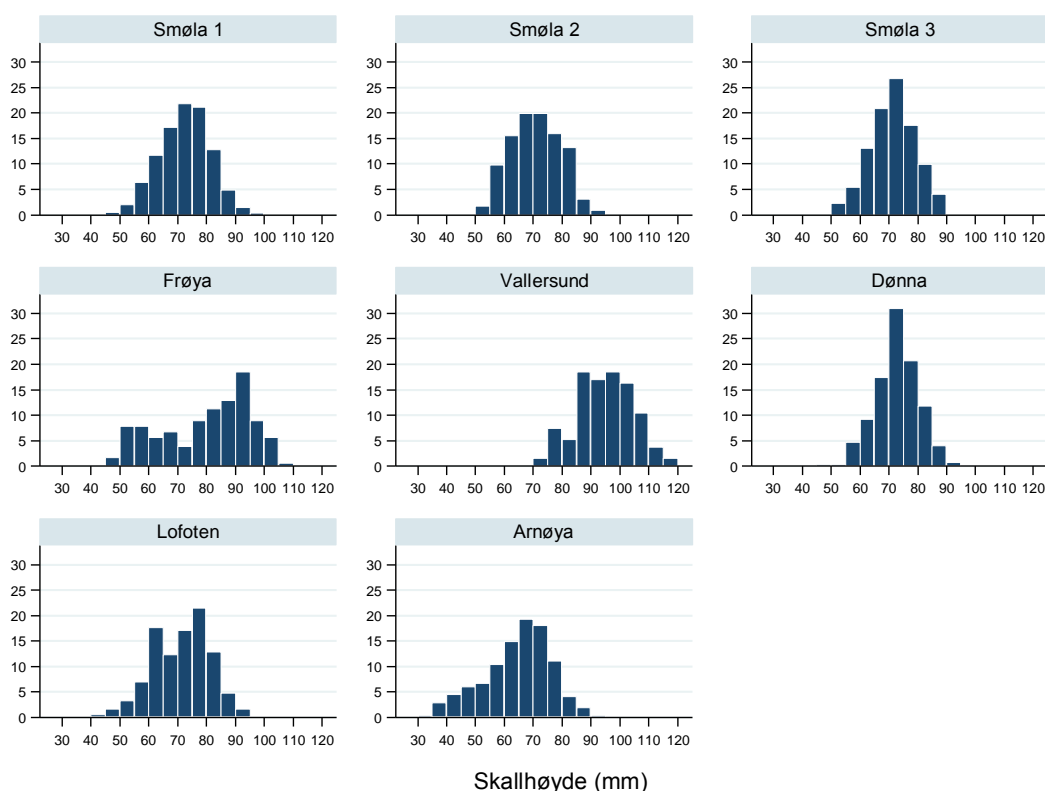 Smøla 1 Smøla 2 Smøla 3
30 30 30
25 25 25
20 20 20
15 15 15
10 10 10
5 5 5
0 0 0
30 40 50 60 70 80 90 100 110 120 30 40 50 60 70 80 90 100 110 120 30 40 50 60 70 80 90 100 110 120
Frøya Vallersund Dønna
30 30 30
25 25 25
20 20 20
15 15 15
10 10 10
5 5 5
0 0 0
30 40 50 60 70 80 90 100 110 120 30 40 50 60 70 80 90 100 110 120 30 40 50 60 70 80 90 100 110 120
Lofoten Arnøya
30 30
25 25
20 20
15 15
10 10
5 5
0 0
30 40 50 60 70 80 90 100 110 120 30 40 50 60 70 80 90 100 110 120
Skallhøyde (mm)